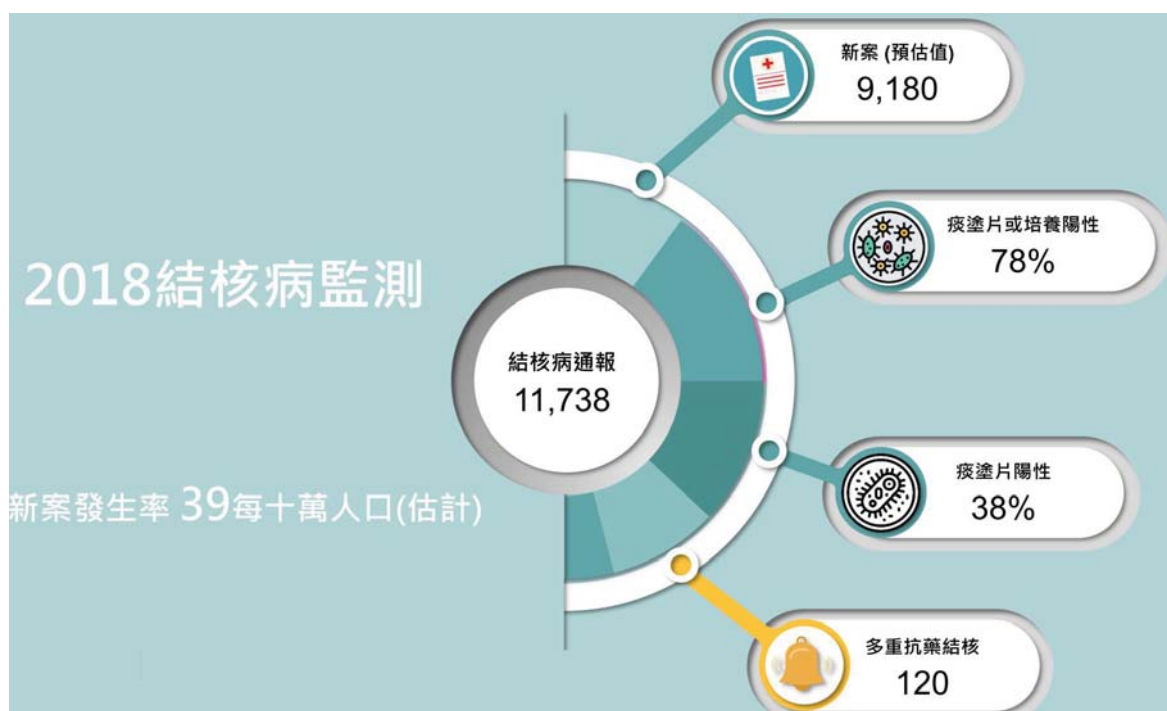 新案 (預估值)
9,180
痰塗片或培養陽性
78%
2018結核病監測
結核病通報
11,738
痰塗片陽性
38%
新案發生率 39每十萬人口(估計)
多重抗藥結核
120